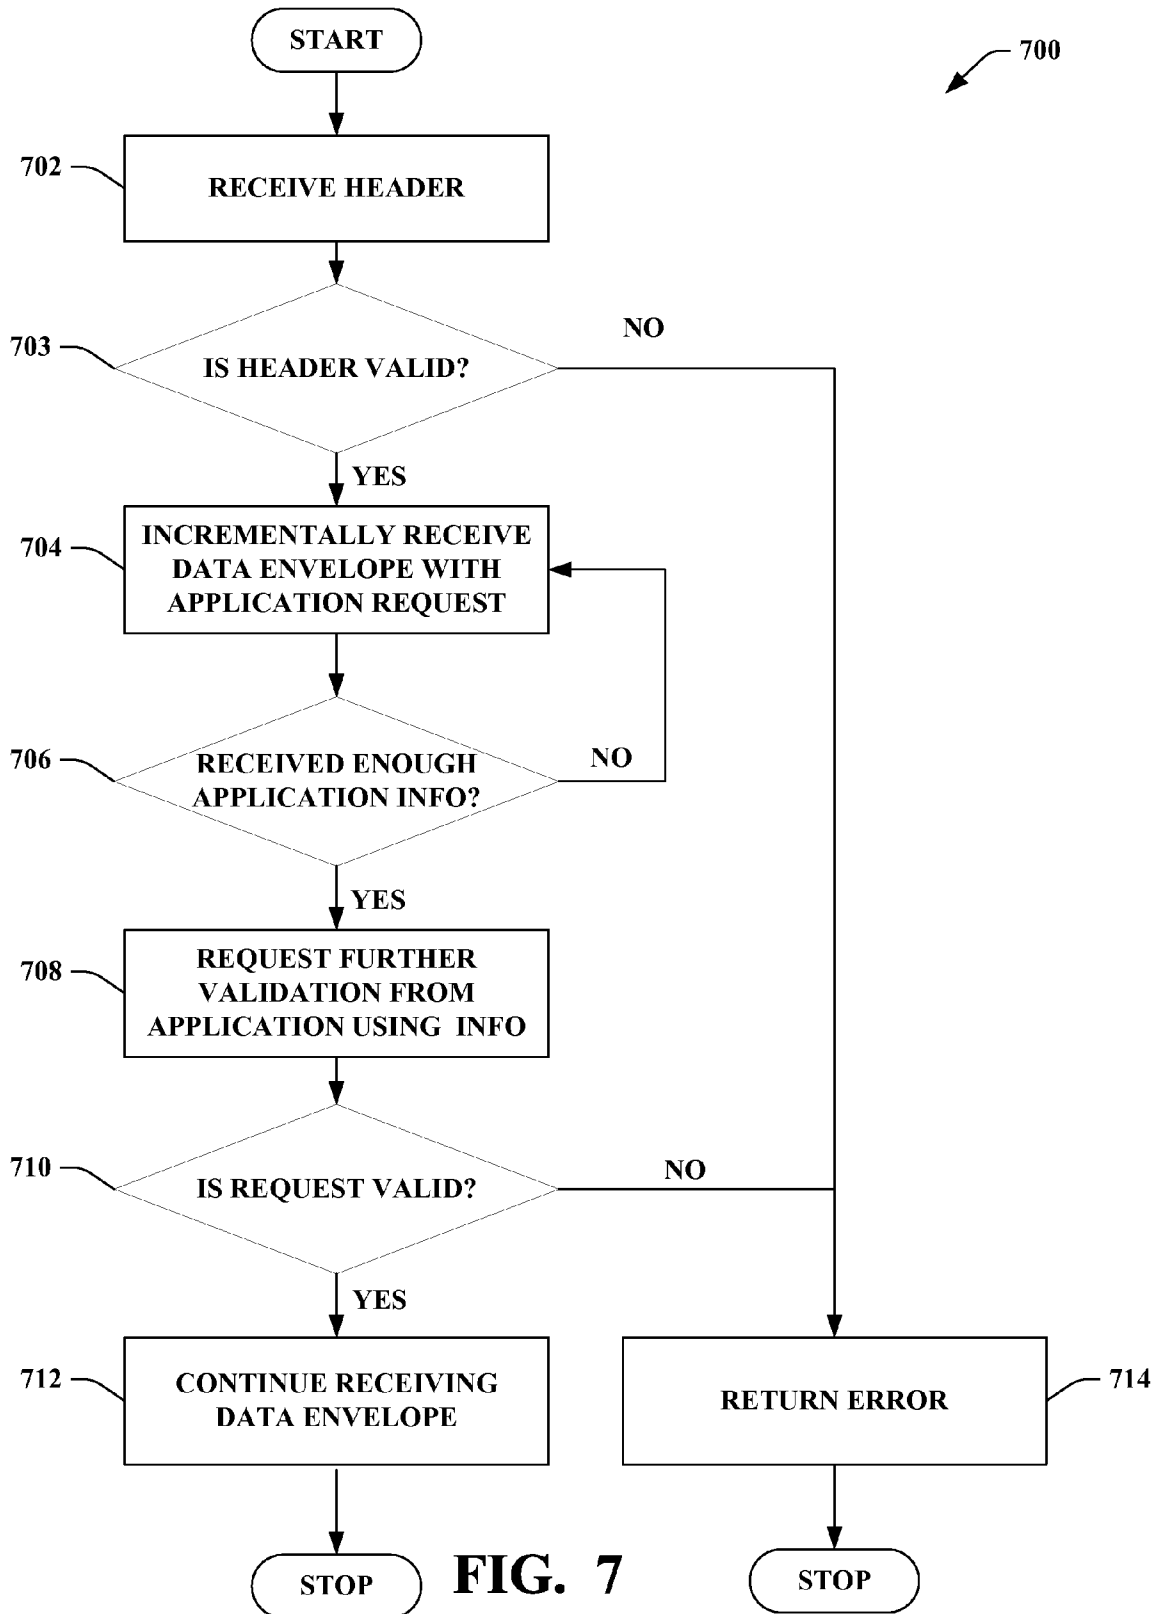 START
700
702
RECEIVE HEADER
NO
703
IS HEADER VALID?
YES
704
INCREMENTALLY RECEIVE
DATA ENVELOPE WITH
APPLICATION REQUEST
706
RECEIVED ENOUGH
APPLICATION INFO?
NO
YES
708
REQUEST FURTHER
VALIDATION FROM
APPLICATION USING INFO
710
IS REQUEST VALID?
NO
YES
712
CONTINUE RECEIVING
DATA ENVELOPE
RETURN ERROR
714
STOP
FIG. 7
STOP